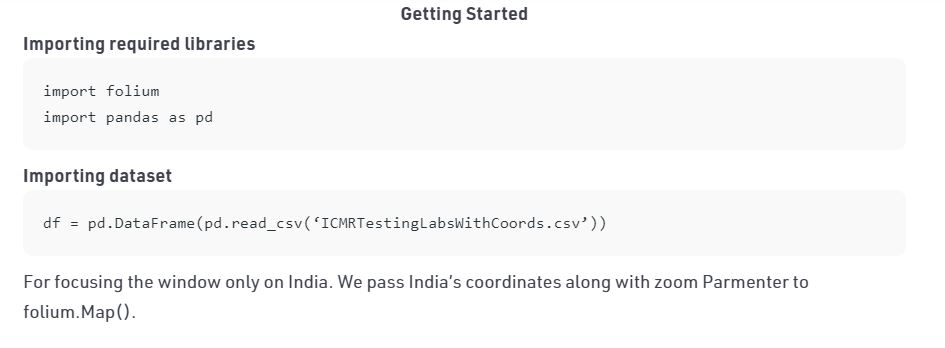 Getting Started
Importing required libraries
import folium
import pandas as pd
Importing dataset
df = pd.DataFrame(pd.read_csv(‘ICMRTestingLabsWithCoords.csv’))
For focusing the window only on India. We pass India’s coordinates along with zoom Parmenter to
folium.Map().